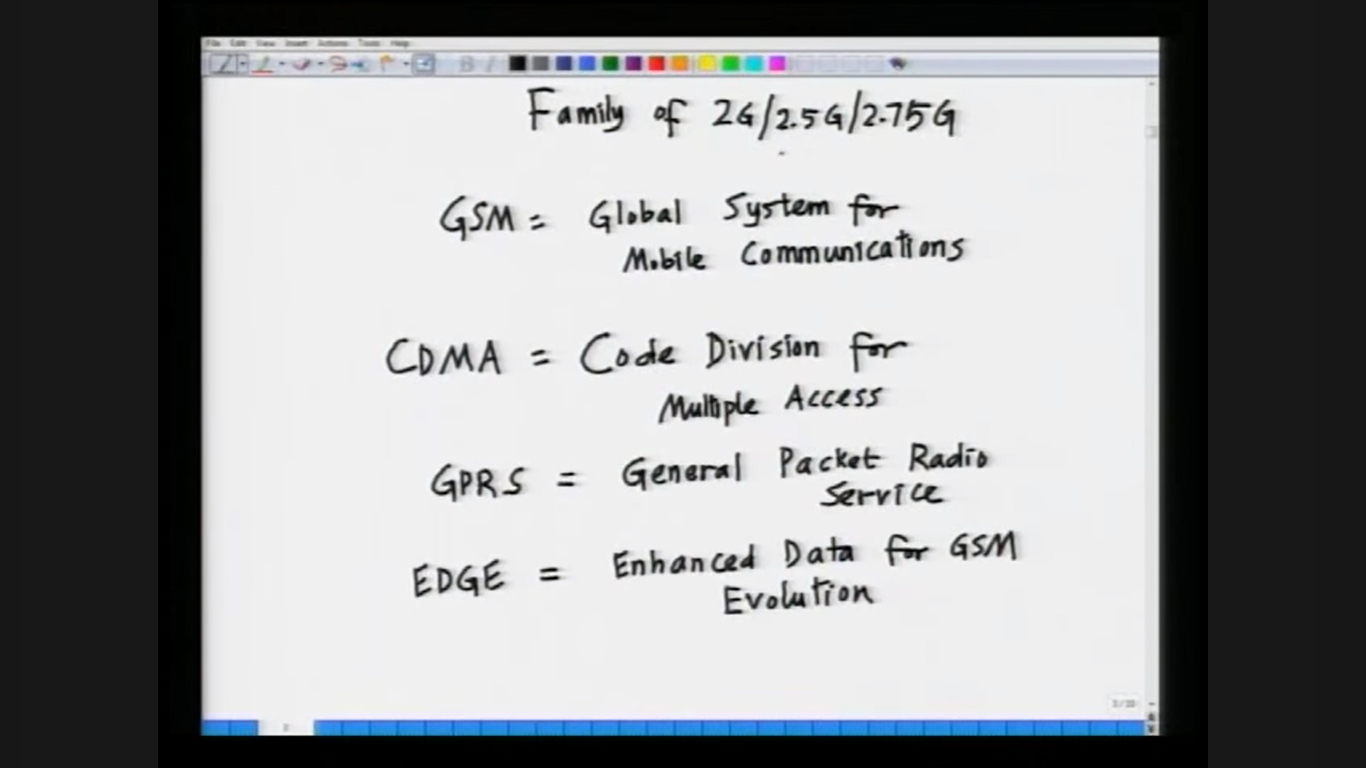 File Edit View Insert Actions Tools Help
Family of 2G/2.5G/2.75G
GSM = Global System for
Mobile Communications
CDMA = Code Division for
Multiple Access
GPRS = General Packet Radio
Service
EDGE = Enhanced Data for GSM
Evolution